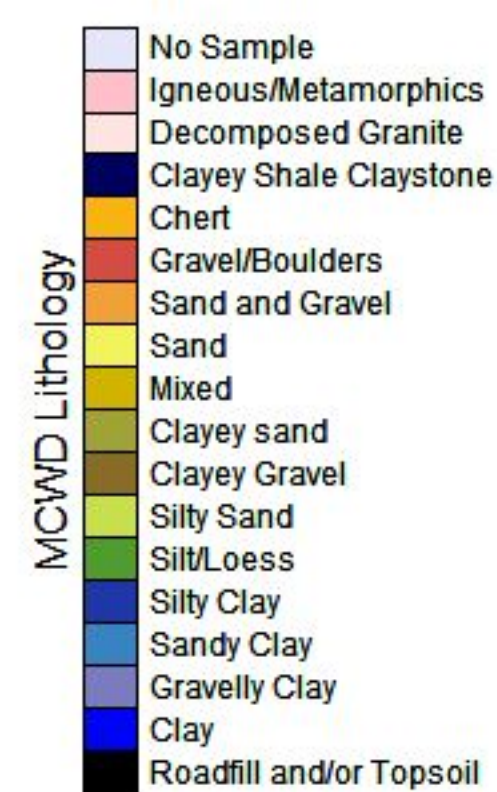 MCWD Lithology
No Sample
Igneous/Metamorphics
Decomposed Granite
Clayey Shale Claystone
Chert
Gravel/Boulders
Sand and Gravel
Sand
Mixed
Clayey sand
Clayey Gravel
Silty Sand
Silt/Loess
Silty Clay
Sandy Clay
Gravelly Clay
Clay
Roadfill and/or Topsoil